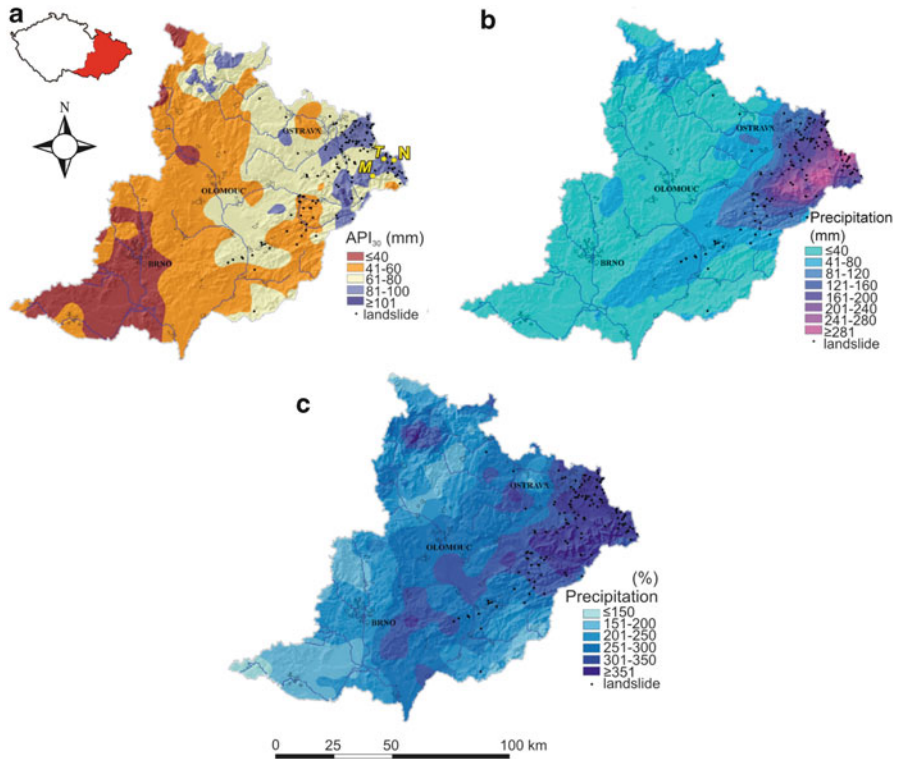 a
N
OSTRAVA
T
N
M
OLOMOUC
BRNO
API30 (mm)
≤40
41-60
61-80
81-100
≥101
landslide
b
OSTRAVA
OLOMOUC
BRNO
Precipitation
(mm)
≤40
41-80
81-120
121-160
161-200
201-240
241-280
≥281
landslide
c
OSTRAVA
OLOMOUC
BRNO
(%)
Precipitation
≤150
151-200
201-250
251-300
301-350
≥351
landslide
0 25 50 100 km